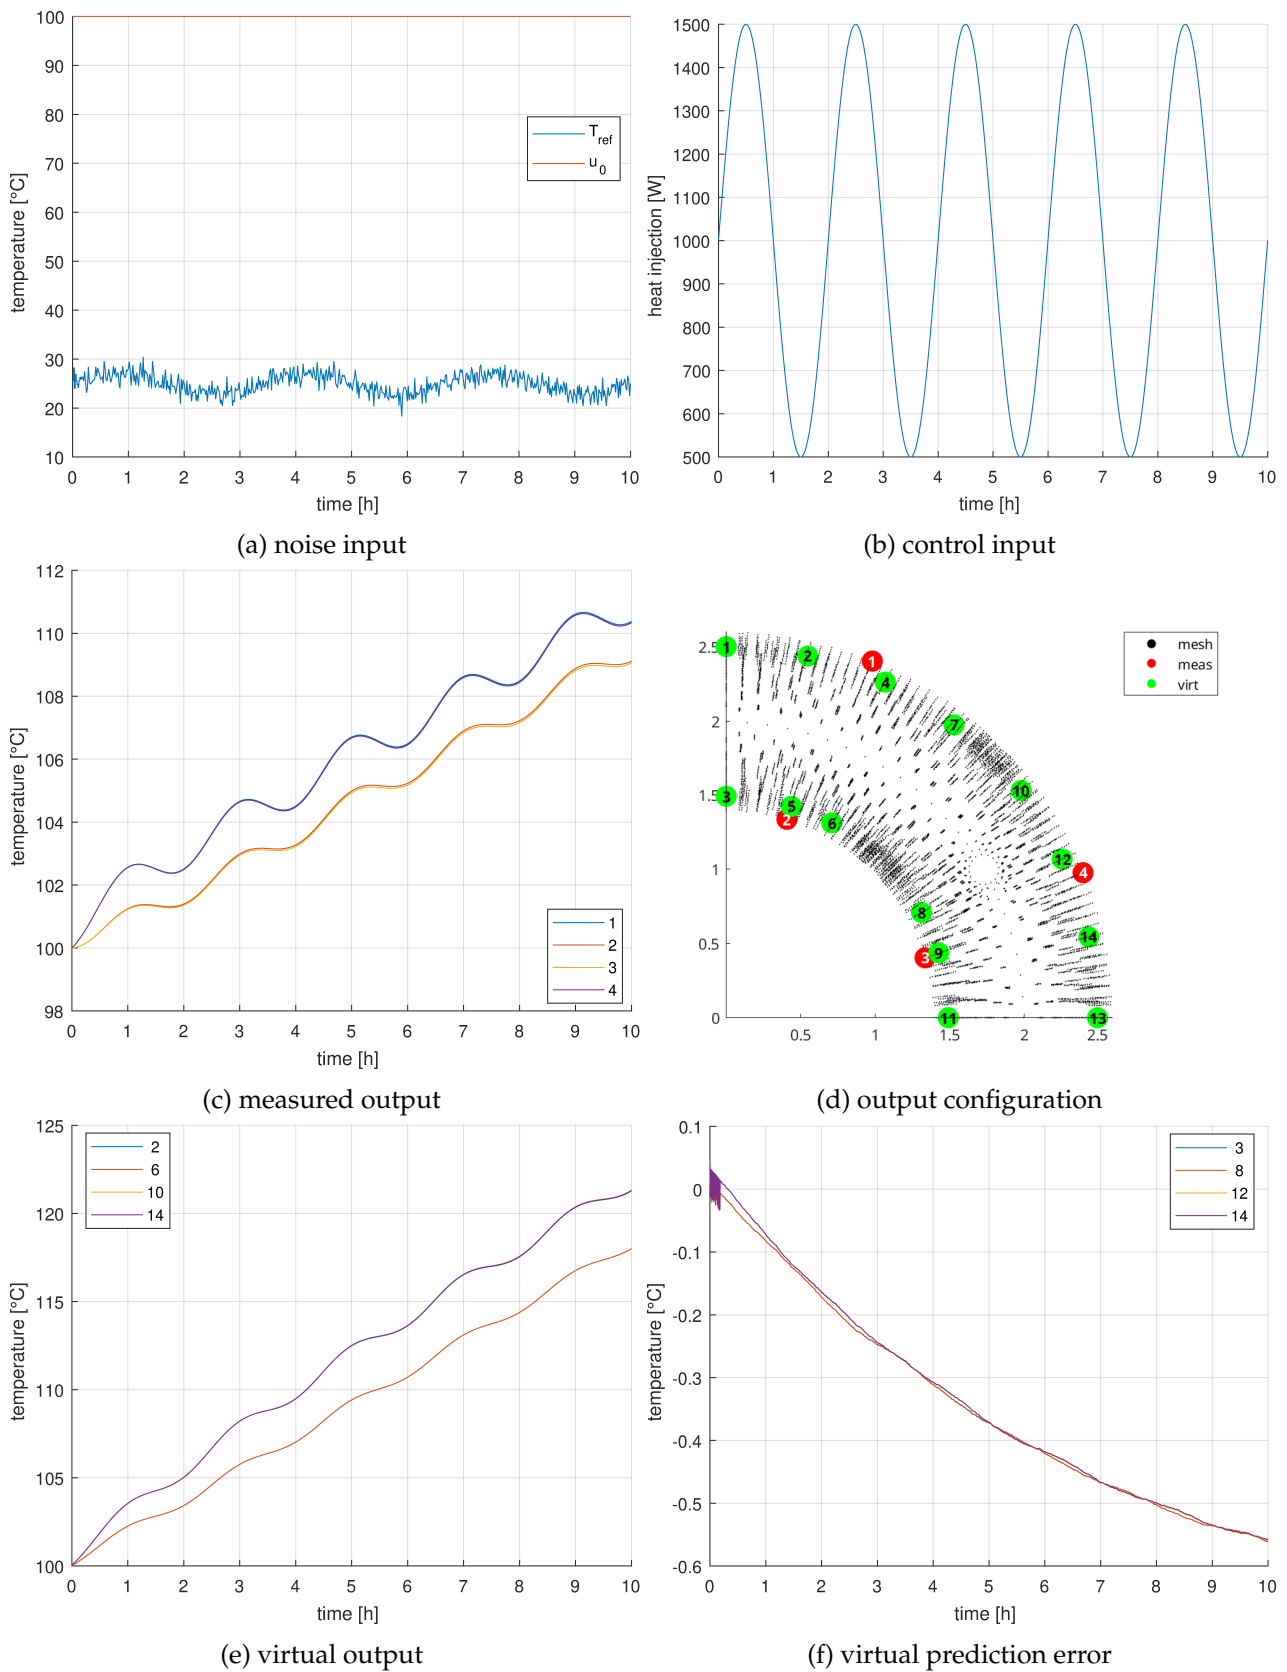 100
90
80
70
60
50
40
30
20
10
temperature [°C]
T_ref
u_0
0 1 2 3 4 5 6 7 8 9 10
time [h]
(a) noise input
1500
1400
1300
1200
1100
1000
900
800
700
600
500
heat injection [W]
0 1 2 3 4 5 6 7 8 9 10
time [h]
(b) control input
112
110
108
106
104
102
100
98
temperature [°C]
1
2
3
4
0 1 2 3 4 5 6 7 8 9 10
time [h]
(c) measured output
mesh
meas
virt
2.5
2
1.5
1
0.5
0
1
2
1
4
7
3
5
2
6
10
12
4
8
14
9
3
11
13
0.5 1 1.5 2 2.5
(d) output configuration
125
120
115
110
105
100
temperature [°C]
2
6
10
14
0 1 2 3 4 5 6 7 8 9 10
time [h]
(e) virtual output
0.1
0
-0.1
-0.2
-0.3
-0.4
-0.5
-0.6
temperature [°C]
3
8
12
14
0 1 2 3 4 5 6 7 8 9 10
time [h]
(f) virtual prediction error